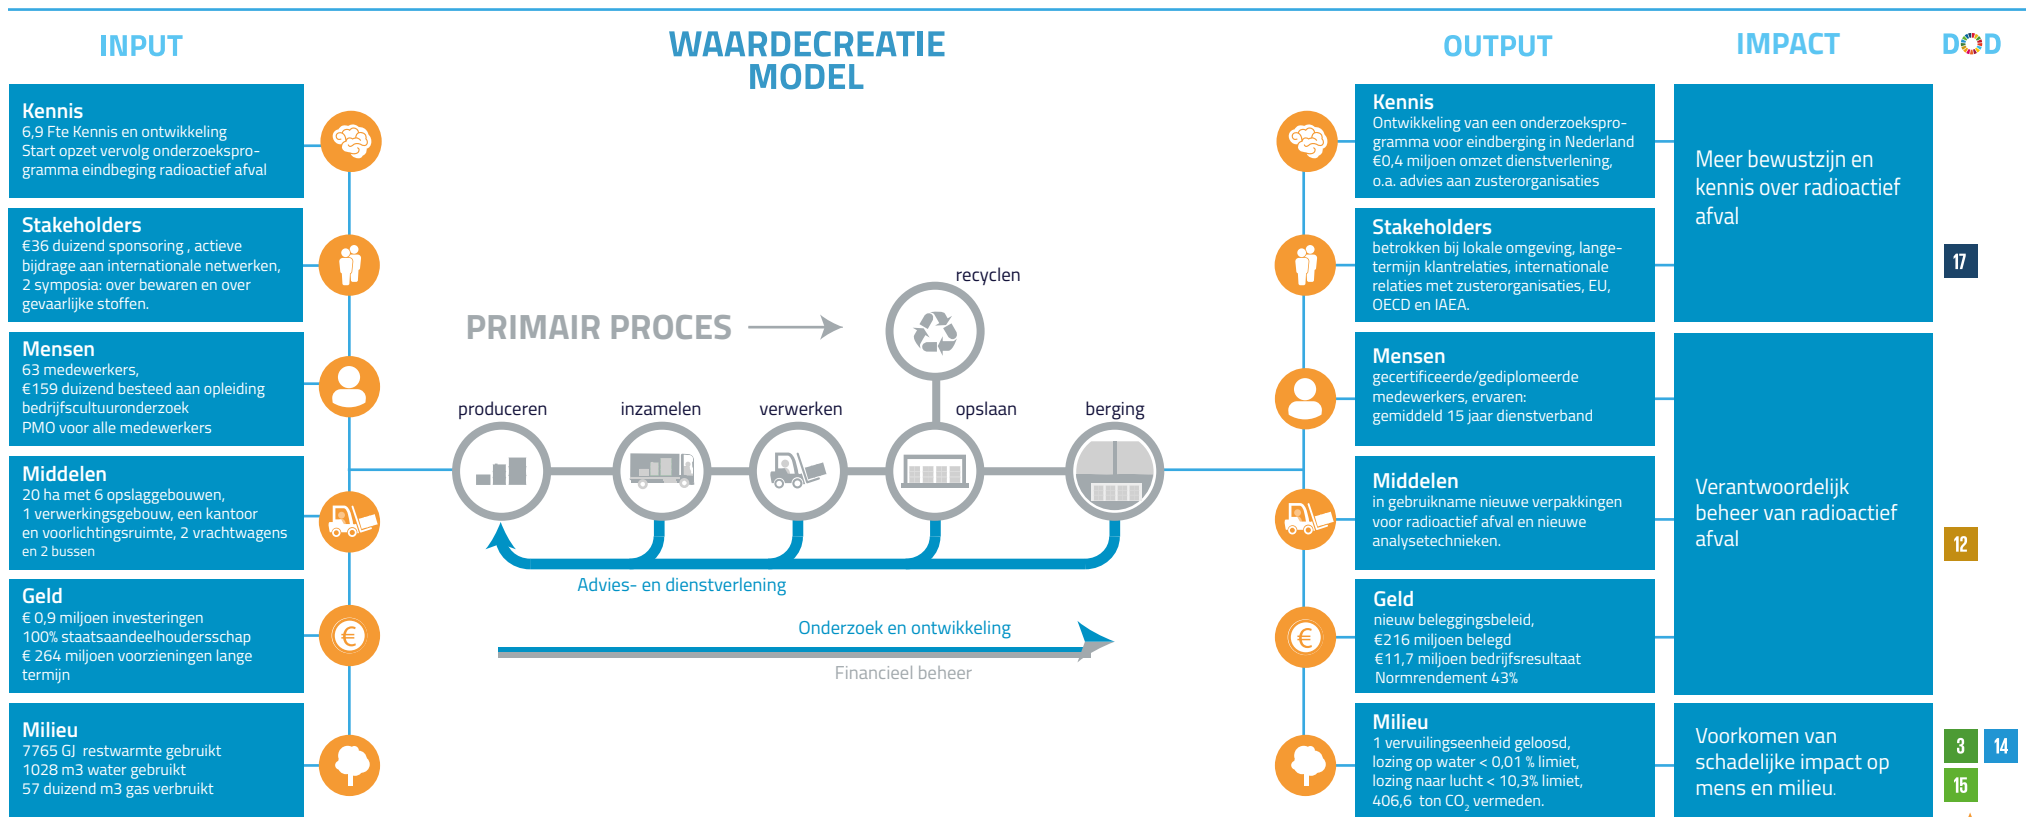 INPUT
Kennis
6,9 Fte Kennis en ontwikkeling
Start opzet vervolg onderzoekspro-
gramma eindbeging radioactief afval
Stakeholders
€36 duizend sponsoring , actieve
bijdrage aan internationale netwerken,
2 symposia: over bewaren en over
gevaarlijke stoffen.
Mensen
63 medewerkers,
€159 duizend besteed aan opleiding
bedrijfscultuuronderzoek
PMO voor alle medewerkers
Middelen
20 ha met 6 opslaggebouwen,
1 verwerkingsgebouw, een kantoor
en voorlichtingsruimte, 2 vrachtwagens
en 2 bussen
Geld
€ 0,9 miljoen investeringen
100% staatsaandeelhoudersschap
€ 264 miljoen voorzieningen lange
termijn
Milieu
7765 GJ restwarmte gebruikt
1028 m3 water gebruikt
57 duizend m3 gas verbruikt
WAARDECREATIE
MODEL
PRIMAIR PROCES
recyclen
produceren
inzamelen
verwerken
opslaan
berging
Advies- en dienstverlening
Onderzoek en ontwikkeling
Financieel beheer
OUTPUT
Kennis
Ontwikkeling van een onderzoekspro-
gramma voor eindberging in Nederland
€0,4 miljoen omzet dienstverlening,
o.a. advies aan zusterorganisaties
Stakeholders
betrokken bij lokale omgeving, lange-
termijn klantrelaties, internationale
relaties met zusterorganisaties, EU,
OECD en IAEA.
Mensen
gecertificeerde/gediplomeerde
medewerkers, ervaren:
gemiddeld 15 jaar dienstverband
Middelen
in gebruikname nieuwe verpakkingen
voor radioactief afval en nieuwe
analysetechnieken.
Geld
nieuw beleggingsbeleid,
€216 miljoen belegd
€11,7 miljoen bedrijfsresultaat
Normrendement 43%
Milieu
1 vervuilingseenheid geloosd,
lozing op water < 0,01 % limiet,
lozing naar lucht < 10,3% limiet,
406,6 ton CO2 vermeden.
IMPACT
Meer bewustzijn en
kennis over radioactief
afval
Verantwoordelijk
beheer van radioactief
afval
Voorkomen van
schadelijke impact op
mens en milieu.
DOD
17
12
3
14
15